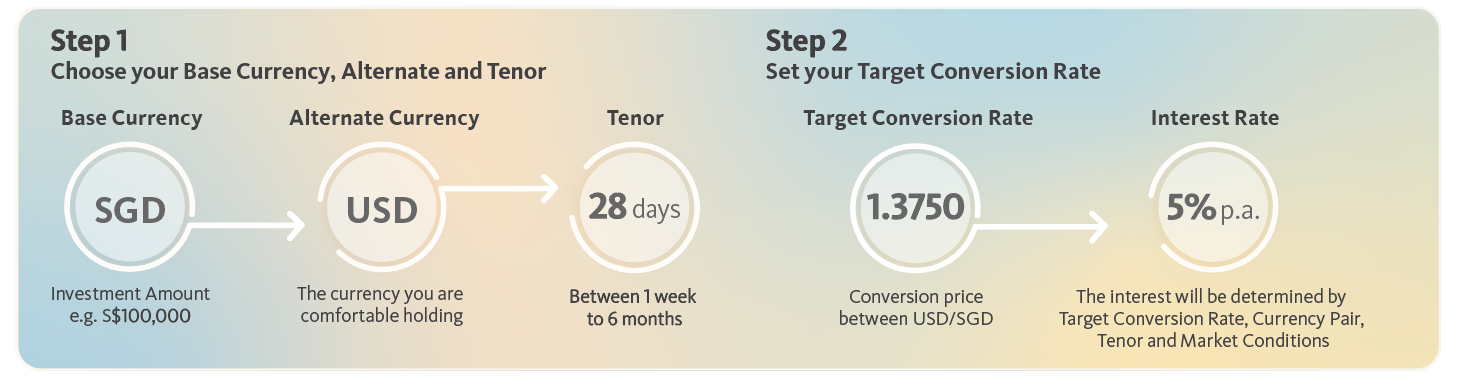 Step 1
Choose your Base Currency, Alternate and Tenor
Base Currency
Alternate Currency
Tenor
SGD
USD
28 days
Investment Amount
e.g. S$100,000
The currency you are
comfortable holding
Between 1 week
to 6 months
Step 2
Set your Target Conversion Rate
Target Conversion Rate
Interest Rate
1.3750
5% p.a.
Conversion price
between USD/SGD
The interest will be determined by
Target Conversion Rate, Currency Pair,
Tenor and Market Conditions